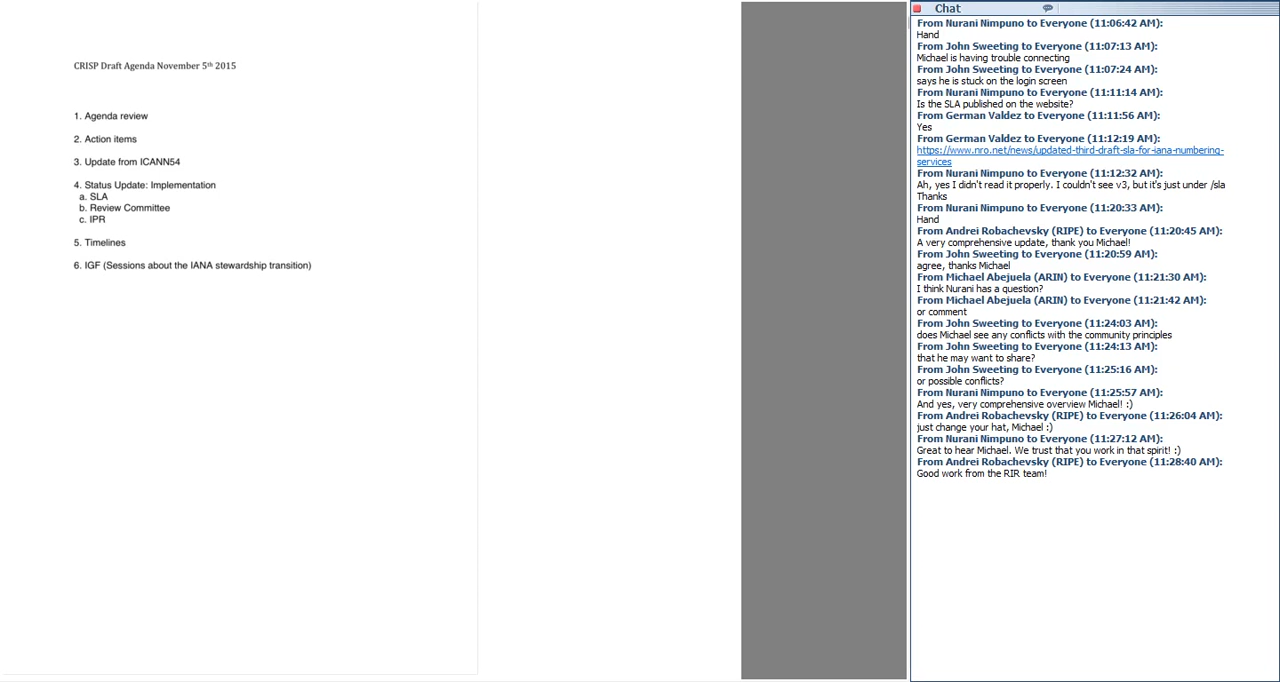 CRISP Draft Agenda November 5th 2015
1. Agenda review
2. Action items
3. Update from ICANN54
4. Status Update: Implementation
a. SLA
b. Review Committee
c. IPR
5. Timelines
6. IGF (Sessions about the IANA stewardship transition)
Chat
From Nurani Nimpuno to Everyone (11:06:42 AM):
Hand
From John Sweeting to Everyone (11:07:13 AM):
Michael is having trouble connecting
From John Sweeting to Everyone (11:07:24 AM):
says he is stuck on the login screen
From Nurani Nimpuno to Everyone (11:11:14 AM):
Is the SLA published on the website?
From German Valdez to Everyone (11:11:56 AM):
Yes
From German Valdez to Everyone (11:12:19 AM):
https://www.nro.net/news/updated-third-draft-sla-for-iana-numbering-
services
From Nurani Nimpuno to Everyone (11:12:32 AM):
Ah, yes I didn't read it properly. I couldn't see v3, but it's just under /sla
Thanks
From Nurani Nimpuno to Everyone (11:20:33 AM):
Hand
From Andrei Robachevsky (RIPE) to Everyone (11:20:45 AM):
A very comprehensive update, thank you Michael!
From John Sweeting to Everyone (11:20:59 AM):
agree, thanks Michael
From Michael Abejuela (ARIN) to Everyone (11:21:30 AM):
I think Nurani has a question?
From Michael Abejuela (ARIN) to Everyone (11:21:42 AM):
or comment
From John Sweeting to Everyone (11:24:03 AM):
does Michael see any conflicts with the community principles
From John Sweeting to Everyone (11:24:13 AM):
that he may want to share?
From John Sweeting to Everyone (11:25:16 AM):
or possible conflicts?
From Nurani Nimpuno to Everyone (11:25:57 AM):
And yes, very comprehensive overview Michael! :)
From Andrei Robachevsky (RIPE) to Everyone (11:26:04 AM):
just change your hat, Michael :)
From Nurani Nimpuno to Everyone (11:27:12 AM):
Great to hear Michael. We trust that you work in that spirit! :)
From Andrei Robachevsky (RIPE) to Everyone (11:28:40 AM):
Good work from the RIR team!